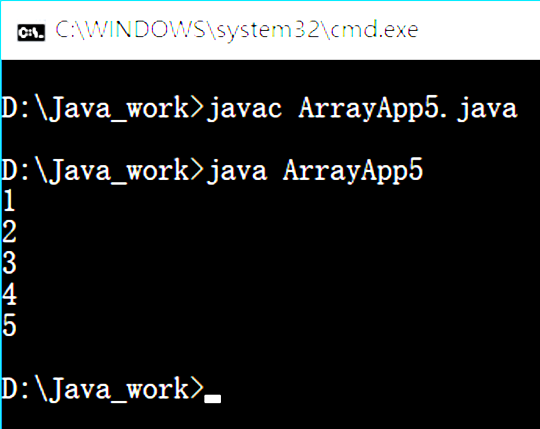 C:\WINDOWS\system32\cmd.exe
D:\Java_work>javac ArrayApp5.java
D:\Java_work>java ArrayApp5
1
2
3
4
5
D:\Java_work>